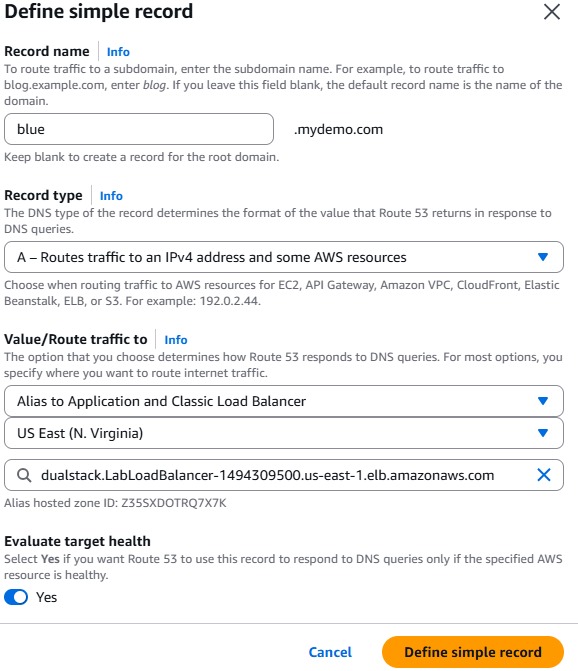 Define simple record
Record name Info
To route traffic to a subdomain, enter the subdomain name. For example, to route traffic to
blog.example.com, enter blog. If you leave this field blank, the default record name is the name of the
domain.
blue .mydemo.com
Keep blank to create a record for the root domain.
Record type Info
The DNS type of the record determines the format of the value that Route 53 returns in response to
DNS queries.
A – Routes traffic to an IPv4 address and some AWS resources
Choose when routing traffic to AWS resources for EC2, API Gateway, Amazon VPC, CloudFront, Elastic
Beanstalk, ELB, or S3. For example: 192.0.2.44.
Value/Route traffic to Info
The option that you choose determines how Route 53 responds to DNS queries. For most options, you
specify where you want to route internet traffic.
Alias to Application and Classic Load Balancer
US East (N. Virginia)
dualstack.LabLoadBalancer-1494309500.us-east-1.elb.amazonaws.com
Alias hosted zone ID: Z35SXDOTRQ7X7K
Evaluate target health
Select Yes if you want Route 53 to use this record to respond to DNS queries only if the specified AWS
resource is healthy.
Yes
Cancel Define simple record